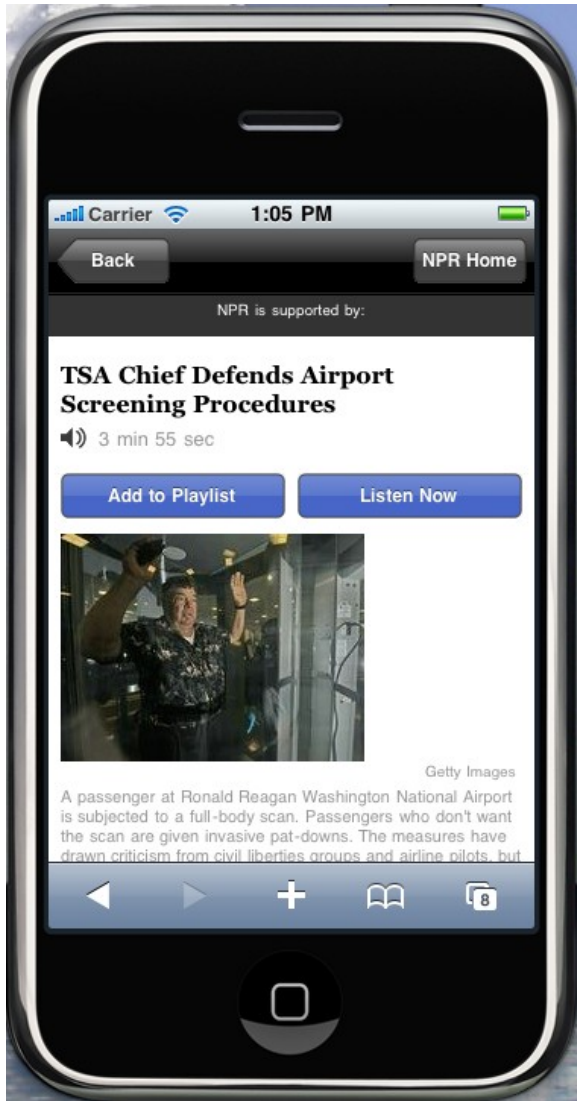 Carrier 1:05 PM
Back NPR Home
NPR is supported by:
TSA Chief Defends Airport
Screening Procedures
3 min 55 sec
Add to Playlist Listen Now
Getty Images
A passenger at Ronald Reagan Washington National Airport
is subjected to a full-body scan. Passengers who don't want
the scan are given invasive pat-downs. The measures have
drawn criticism from civil liberties groups and airline pilots, but
8